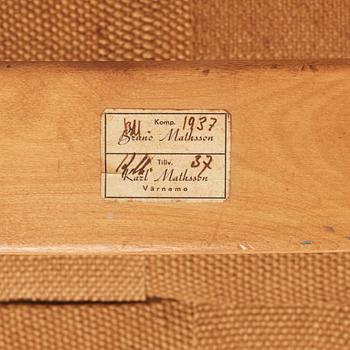 Komp. 1937
Bruno Mathsson
Tillv. 37
Karl Mathsson
Värnamo